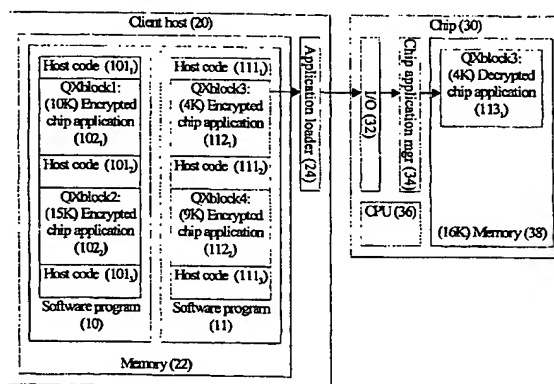 Client host (20)
Host code (101₁)
QXblock1:
(10K) Encrypted
chip application
(102₁)
Host code (101₂)
QXblock2:
(15K) Encrypted
chip application
(102₂)
Host code (101₃)
Software program
(10)
Host code (111₁)
QXblock3:
(4K) Encrypted
chip application
(112₁)
Host code (111₂)
QXblock4:
(9K) Encrypted
chip application
(112₂)
Host code (111₃)
Software program
(11)
Memory (22)
Application loader (24)
Chip (30)
I/O (32)
Chip application mgr (34)
CPU (36)
QXblock3:
(4K) Decrypted
chip application
(113₁)
(16K) Memory (38)